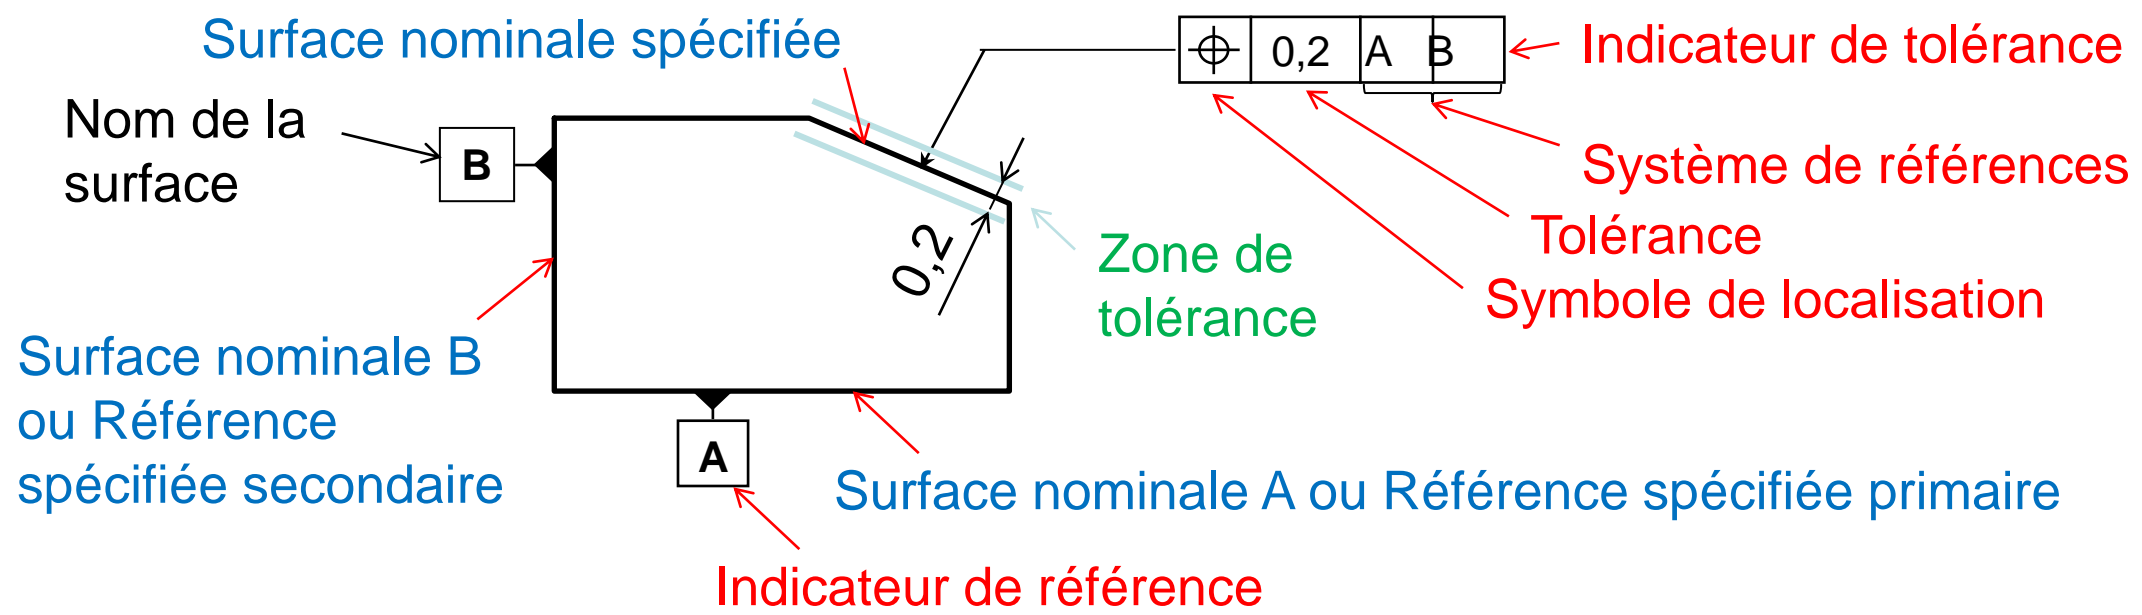 Surface nominale spécifiée
0,2 A B
Indicateur de tolérance
Nom de la
surface
B
Système de références
Tolérance
Symbole de localisation
Zone de
tolérance
0,2
Surface nominale B
ou Référence
spécifiée secondaire
A
Surface nominale A ou Référence spécifiée primaire
Indicateur de référence